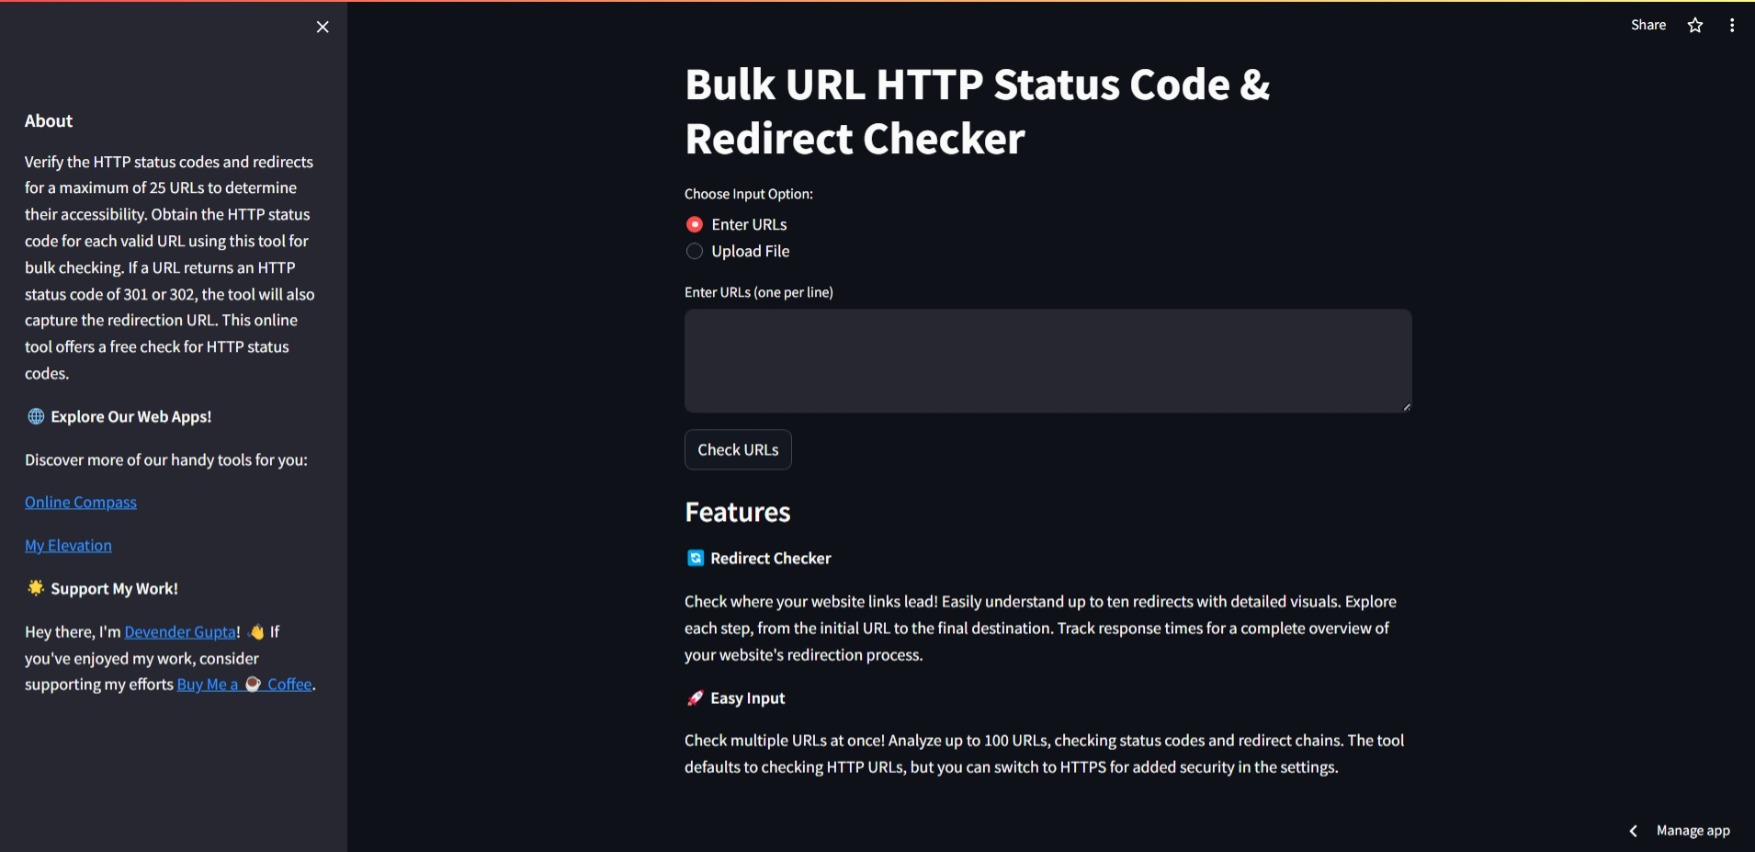 About
Verify the HTTP status codes and redirects
for a maximum of 25 URLs to determine
their accessibility. Obtain the HTTP status
code for each valid URL using this tool for
bulk checking. If a URL returns an HTTP
status code of 301 or 302, the tool will also
capture the redirection URL. This online
tool offers a free check for HTTP status
codes.
🌐 Explore Our Web Apps!
Discover more of our handy tools for you:
Online Compass
My Elevation
🌟 Support My Work!
Hey there, I'm Devender Gupta! 👋 If
you've enjoyed my work, consider
supporting my efforts Buy Me a ☕ Coffee.
Share
Bulk URL HTTP Status Code &
Redirect Checker
Choose Input Option:
Enter URLs
Upload File
Enter URLs (one per line)
Check URLs
Features
🔄 Redirect Checker
Check where your website links lead! Easily understand up to ten redirects with detailed visuals. Explore
each step, from the initial URL to the final destination. Track response times for a complete overview of
your website's redirection process.
🚀 Easy Input
Check multiple URLs at once! Analyze up to 100 URLs, checking status codes and redirect chains. The tool
defaults to checking HTTP URLs, but you can switch to HTTPS for added security in the settings.
Manage app